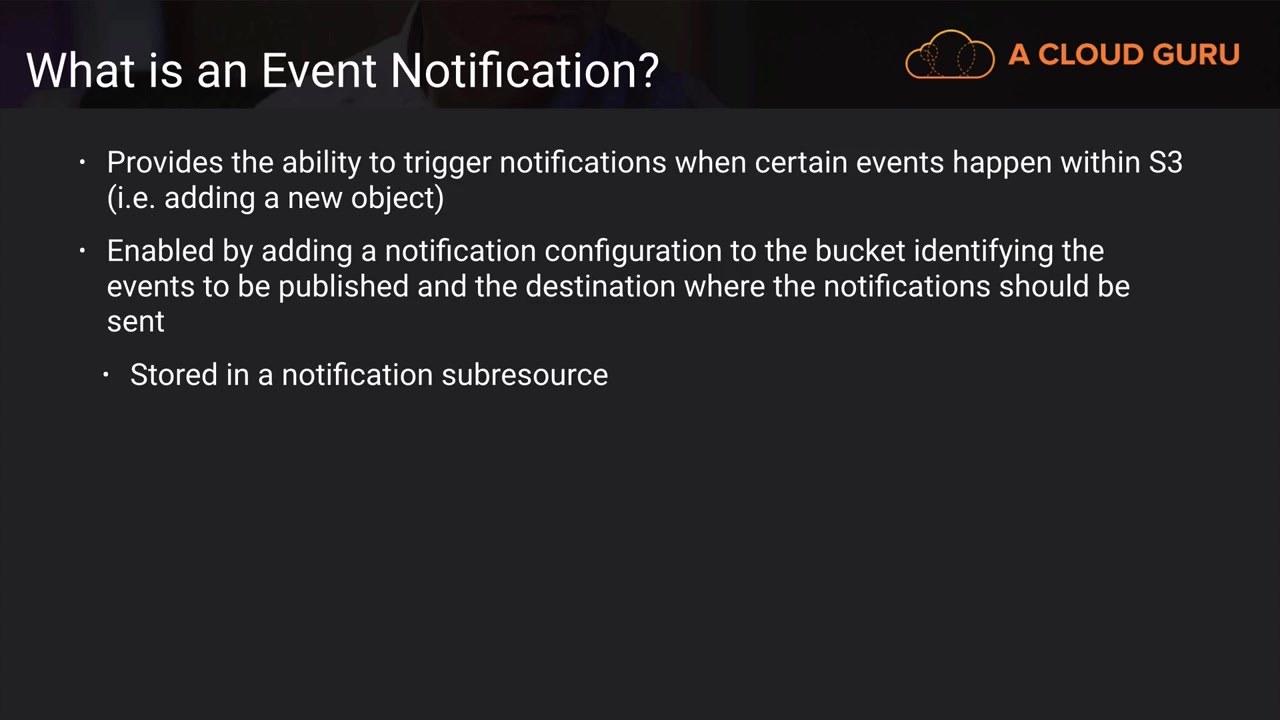 What is an Event Notification?
A CLOUD GURU
• Provides the ability to trigger notifications when certain events happen within S3
(i.e. adding a new object)
• Enabled by adding a notification configuration to the bucket identifying the
events to be published and the destination where the notifications should be
sent
• Stored in a notification subresource